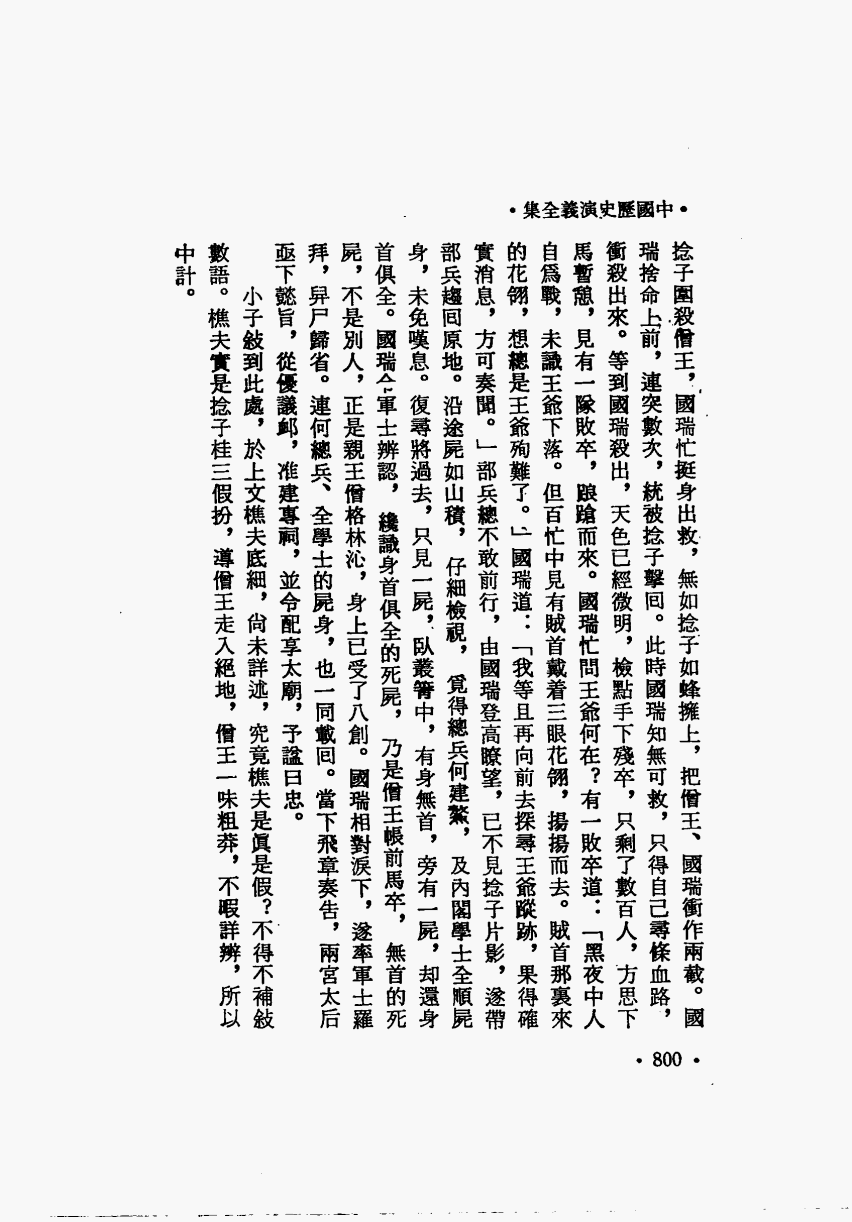 •中國歷史演義全集•
捻子圍殺僧王，國瑞忙挺身出救，無如捻子如蜂擁上，把僧王、國瑞衝作兩截。國
瑞捨命上前，連突數次，統被捻子擊回。此時國瑞知無可救，只得自己尋條血路，
衝殺出來。等到國瑞殺出，天色已經微明，檢點手下殘卒，只剩了數百人，方思下
馬暫憩，見有一隊敗卒，踉蹌而來。國瑞忙問王爺何在？有一敗卒道：「黑夜中人
自爲戰，未識王爺下落。但百忙中見有賊首戴着三眼花翎，揚揚而去。賊首那裏來
的花翎，想總是王爺殉難了。」國瑞道：「我等且再向前去探尋王爺蹤跡，果得確
實消息，方可奏聞。」部兵總不敢前行，由國瑞登高瞭望，已不見捻子片影，遂帶
部兵趨回原地。沿途屍如山積，仔細檢視，覓得總兵何建鰲，及內閣學士全順屍
身，未免嘆息。復尋將過去，只見一屍，臥叢箐中，有身無首，旁有一屍，却還身
首俱全。國瑞令軍士辨認，纔識身首俱全的死屍，乃是僧王帳前馬卒，無首的死
屍，不是別人，正是親王僧格林沁，身上已受了八創。國瑞相對淚下，遂率軍士羅
拜，舁尸歸省。連何總兵、全學士的屍身，也一同載回。當下飛章奏告，兩宮太后
亟下懿旨，從優議卹，准建專祠，並令配享太廟，予諡曰忠。
小子敍到此處，於上文樵夫底細，尙未詳述，究竟樵夫是眞是假？不得不補敍
數語。樵夫實是捻子桂三假扮，導僧王走入絕地，僧王一味粗莽，不暇詳辨，所以
中計。
•800•